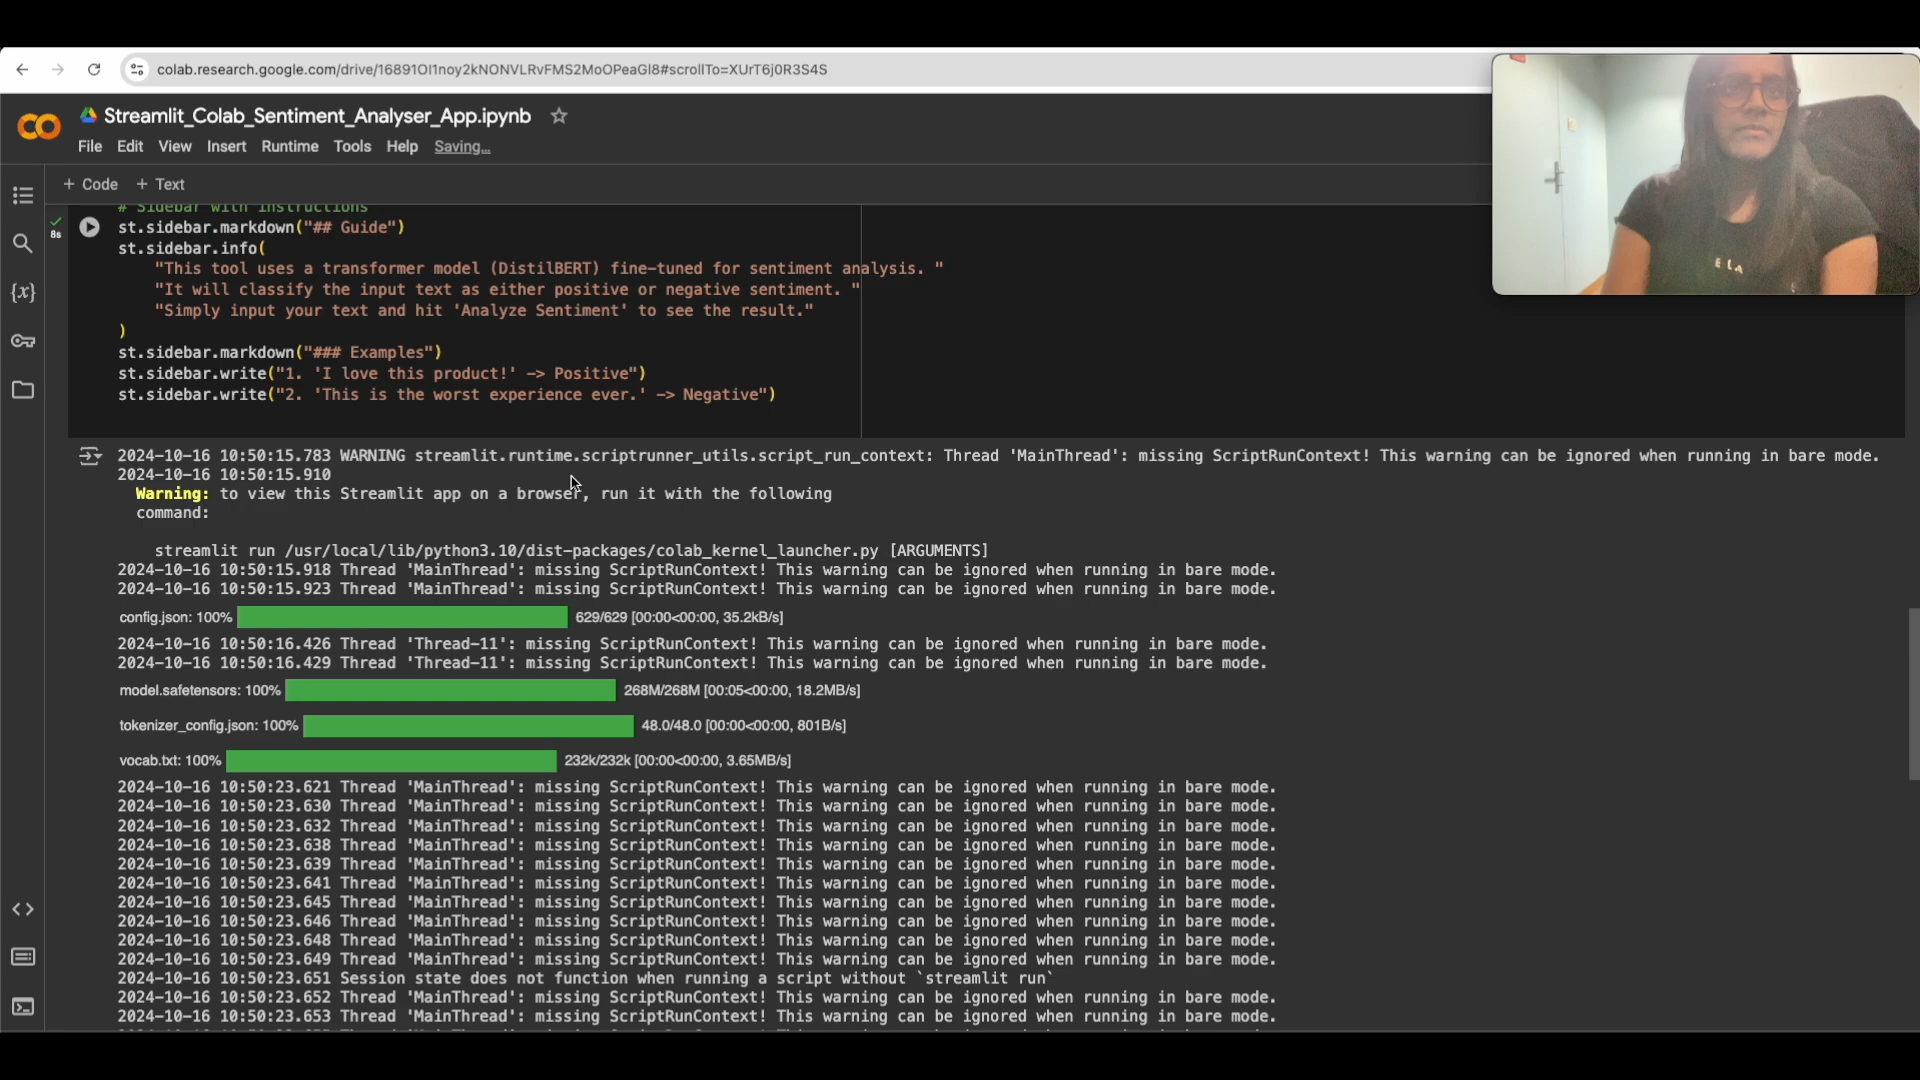 colab.research.google.com/drive/16891OI1noy2kNONVLRvFMS2MoOPeaGl8#scrollTo=XUrT6j0R3S4S
Streamlit_Colab_Sentiment_Analyser_App.ipynb
File Edit View Insert Runtime Tools Help Saving...
+ Code + Text
# Sidebar with instructions
8s
st.sidebar.markdown("## Guide")
st.sidebar.info(
"This tool uses a transformer model (DistilBERT) fine-tuned for sentiment analysis. "
"It will classify the input text as either positive or negative sentiment. "
"Simply input your text and hit 'Analyze Sentiment' to see the result."
)
st.sidebar.markdown("### Examples")
st.sidebar.write("1. 'I love this product!' -> Positive")
st.sidebar.write("2. 'This is the worst experience ever.' -> Negative")
2024-10-16 10:50:15.783 WARNING streamlit.runtime.scriptrunner_utils.script_run_context: Thread 'MainThread': missing ScriptRunContext! This warning can be ignored when running in bare mode.
2024-10-16 10:50:15.910
Warning: to view this Streamlit app on a browser, run it with the following
command:
streamlit run /usr/local/lib/python3.10/dist-packages/colab_kernel_launcher.py [ARGUMENTS]
2024-10-16 10:50:15.918 Thread 'MainThread': missing ScriptRunContext! This warning can be ignored when running in bare mode.
2024-10-16 10:50:15.923 Thread 'MainThread': missing ScriptRunContext! This warning can be ignored when running in bare mode.
config.json: 100% 629/629 [00:00<00:00, 35.2kB/s]
2024-10-16 10:50:16.426 Thread 'Thread-11': missing ScriptRunContext! This warning can be ignored when running in bare mode.
2024-10-16 10:50:16.429 Thread 'Thread-11': missing ScriptRunContext! This warning can be ignored when running in bare mode.
model.safetensors: 100% 268M/268M [00:05<00:00, 18.2MB/s]
tokenizer_config.json: 100% 48.0/48.0 [00:00<00:00, 801B/s]
vocab.txt: 100% 232k/232k [00:00<00:00, 3.65MB/s]
2024-10-16 10:50:23.621 Thread 'MainThread': missing ScriptRunContext! This warning can be ignored when running in bare mode.
2024-10-16 10:50:23.630 Thread 'MainThread': missing ScriptRunContext! This warning can be ignored when running in bare mode.
2024-10-16 10:50:23.632 Thread 'MainThread': missing ScriptRunContext! This warning can be ignored when running in bare mode.
2024-10-16 10:50:23.638 Thread 'MainThread': missing ScriptRunContext! This warning can be ignored when running in bare mode.
2024-10-16 10:50:23.639 Thread 'MainThread': missing ScriptRunContext! This warning can be ignored when running in bare mode.
2024-10-16 10:50:23.641 Thread 'MainThread': missing ScriptRunContext! This warning can be ignored when running in bare mode.
2024-10-16 10:50:23.645 Thread 'MainThread': missing ScriptRunContext! This warning can be ignored when running in bare mode.
2024-10-16 10:50:23.646 Thread 'MainThread': missing ScriptRunContext! This warning can be ignored when running in bare mode.
2024-10-16 10:50:23.648 Thread 'MainThread': missing ScriptRunContext! This warning can be ignored when running in bare mode.
2024-10-16 10:50:23.649 Thread 'MainThread': missing ScriptRunContext! This warning can be ignored when running in bare mode.
2024-10-16 10:50:23.651 Session state does not function when running a script without `streamlit run`
2024-10-16 10:50:23.652 Thread 'MainThread': missing ScriptRunContext! This warning can be ignored when running in bare mode.
2024-10-16 10:50:23.653 Thread 'MainThread': missing ScriptRunContext! This warning can be ignored when running in bare mode.